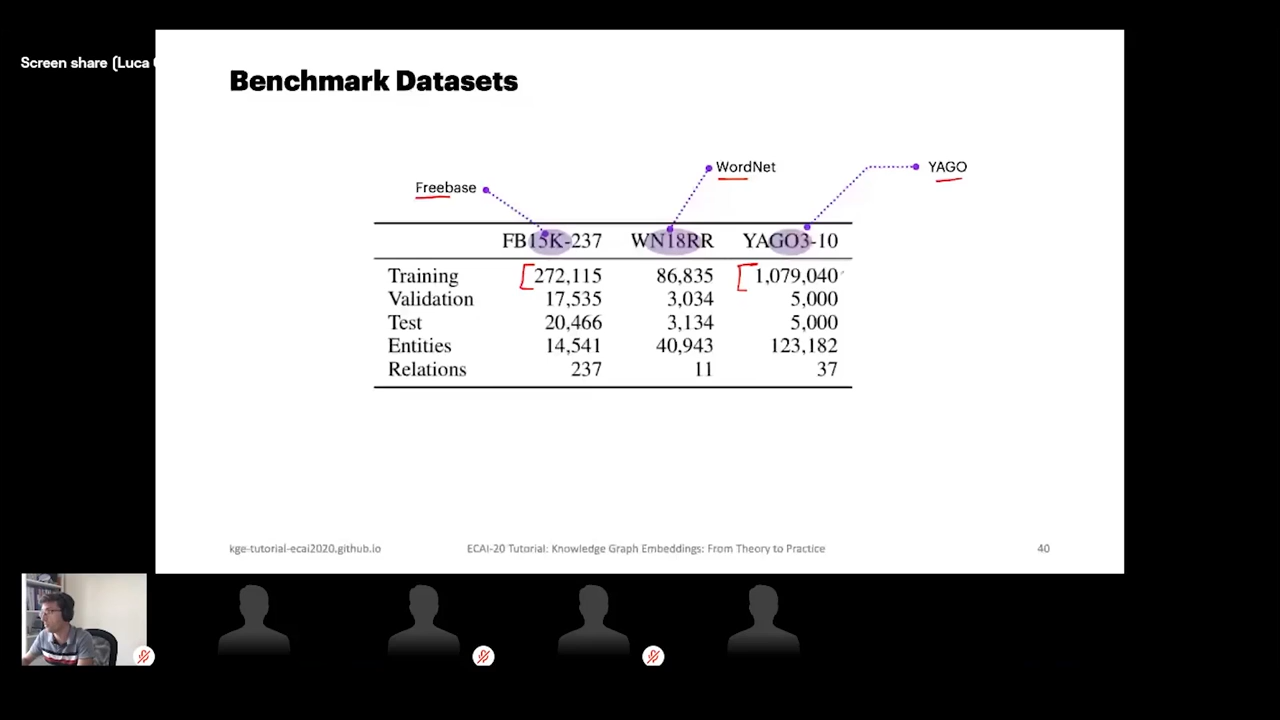 Screen share (Luca
Benchmark Datasets
WordNet
YAGO
Freebase
FB15K-237 WN18RR YAGO3-10
Training 272,115 86,835 1,079,040
Validation 17,535 3,034 5,000
Test 20,466 3,134 5,000
Entities 14,541 40,943 123,182
Relations 237 11 37
kge-tutorial-ecai2020.github.io ECAI-20 Tutorial: Knowledge Graph Embeddings: From Theory to Practice 40